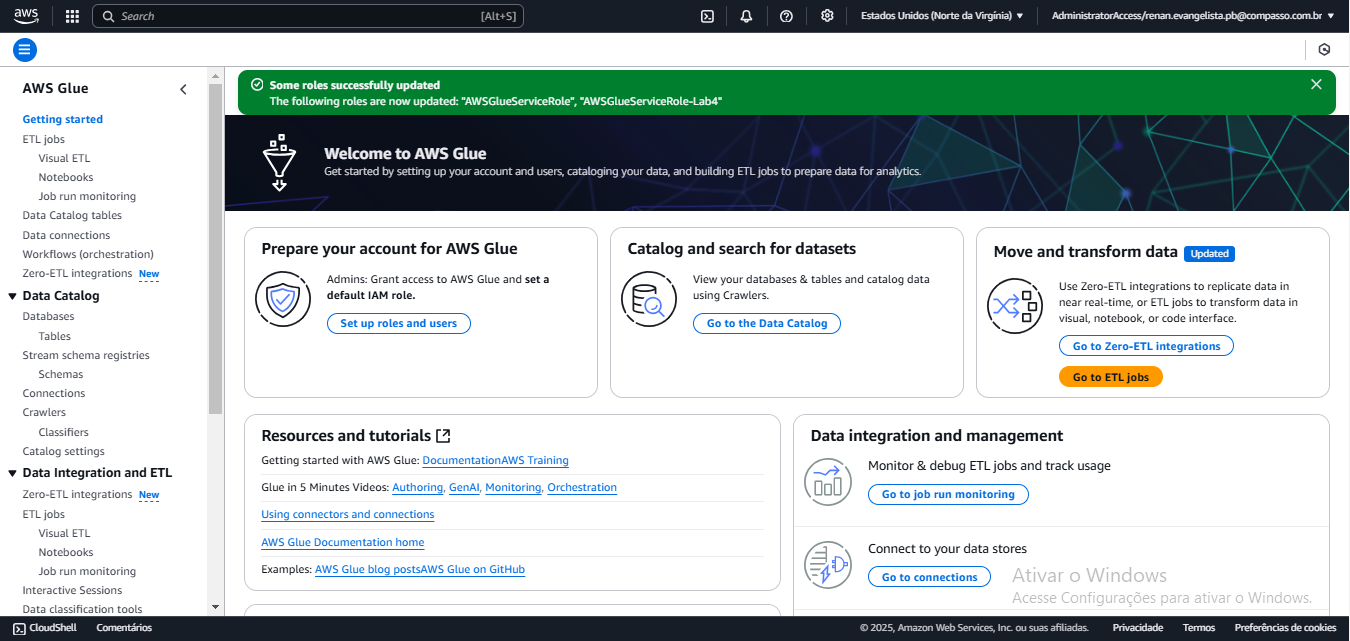 aws
Search
[Alt+S]
Estados Unidos (Norte da Virgínia)
AdministratorAccess/renan.evangelista.pb@compasso.com.br
AWS Glue
Getting started
ETL jobs
Visual ETL
Notebooks
Job run monitoring
Data Catalog tables
Data connections
Workflows (orchestration)
Zero-ETL integrations New
Data Catalog
Databases
Tables
Stream schema registries
Schemas
Connections
Crawlers
Classifiers
Catalog settings
Data Integration and ETL
Zero-ETL integrations New
ETL jobs
Visual ETL
Notebooks
Job run monitoring
Interactive Sessions
Data classification tools
Some roles successfully updated
The following roles are now updated: "AWSGlueServiceRole", "AWSGlueServiceRole-Lab4"
Welcome to AWS Glue
Get started by setting up your account and users, cataloging your data, and building ETL jobs to prepare data for analytics.
Prepare your account for AWS Glue
Admins: Grant access to AWS Glue and set a
default IAM role.
Set up roles and users
Catalog and search for datasets
View your databases & tables and catalog data
using Crawlers.
Go to the Data Catalog
Move and transform data Updated
Use Zero-ETL integrations to replicate data in
near real-time, or ETL jobs to transform data in
visual, notebook, or code interface.
Go to Zero-ETL integrations
Go to ETL jobs
Resources and tutorials
Getting started with AWS Glue: DocumentationAWS Training
Glue in 5 Minutes Videos: Authoring, GenAI, Monitoring, Orchestration
Using connectors and connections
AWS Glue Documentation home
Examples: AWS Glue blog postsAWS Glue on GitHub
Data integration and management
Monitor & debug ETL jobs and track usage
Go to job run monitoring
Connect to your data stores
Go to connections
Ativar o Windows
Acesse Configurações para ativar o Windows.
CloudShell
Comentários
© 2025, Amazon Web Services, Inc. ou suas afiliadas.
Privacidade
Termos
Preferências de cookies